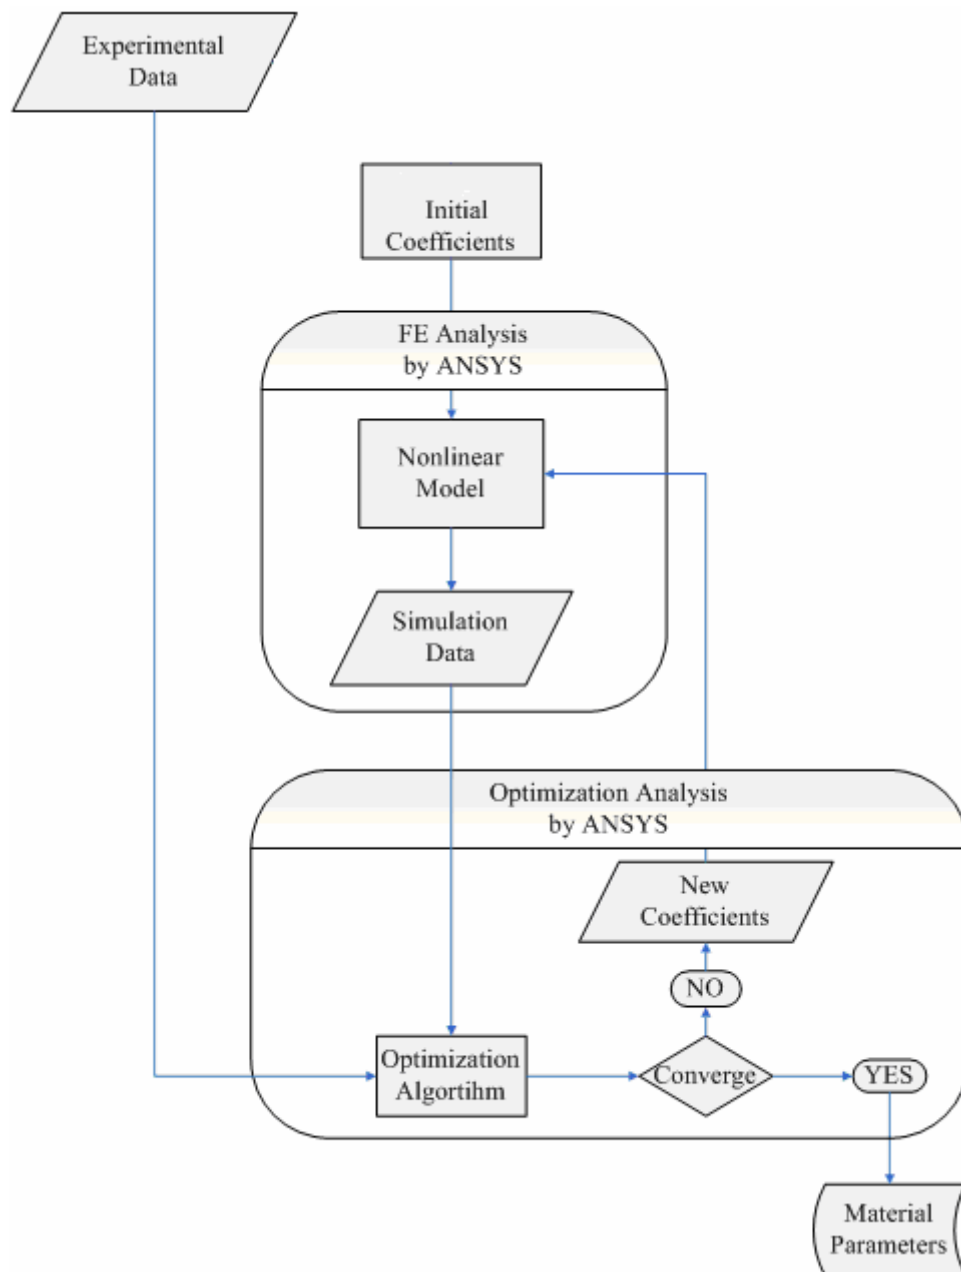 Experimental
Data
Initial
Coefficients
FE Analysis
by ANSYS
Nonlinear
Model
Simulation
Data
Optimization Analysis
by ANSYS
New
Coefficients
NO
Optimization
Algortihm
Converge
YES
Material
Parameters